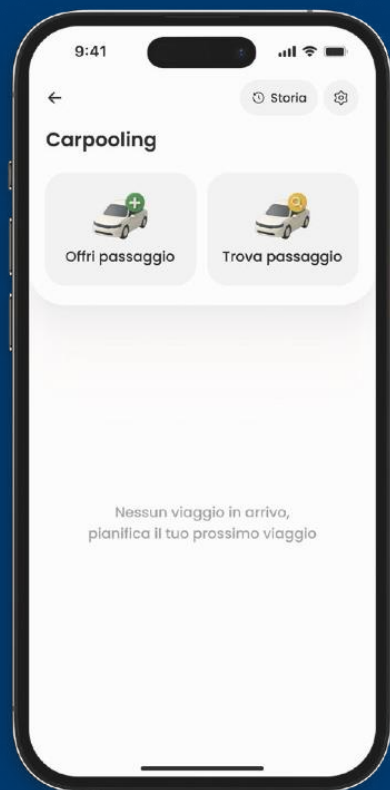 9:41
Storia
Carpooling
Offri passaggio
Trova passaggio
Nessun viaggio in arrivo,
pianifica il tuo prossimo viaggio